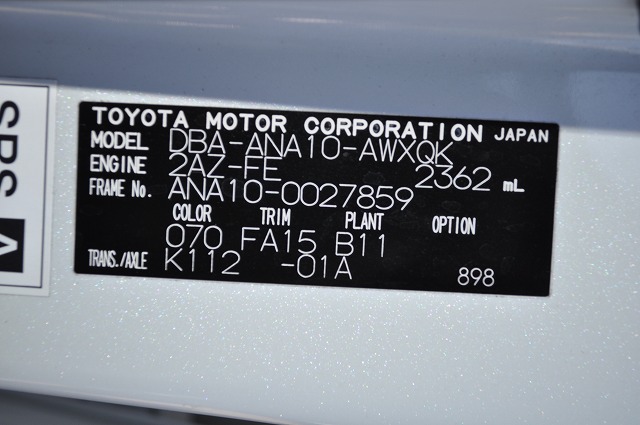 TOYOTA MOTOR CORPORATION JAPAN
MODEL DBA-ANA10-AWXQK
ENGINE 2AZ-FE 2362 mL
FRAME No. ANA10-0027859
COLOR TRIM PLANT OPTION
070 FA15 B11
TRANS./AXLE K112 -01A 898